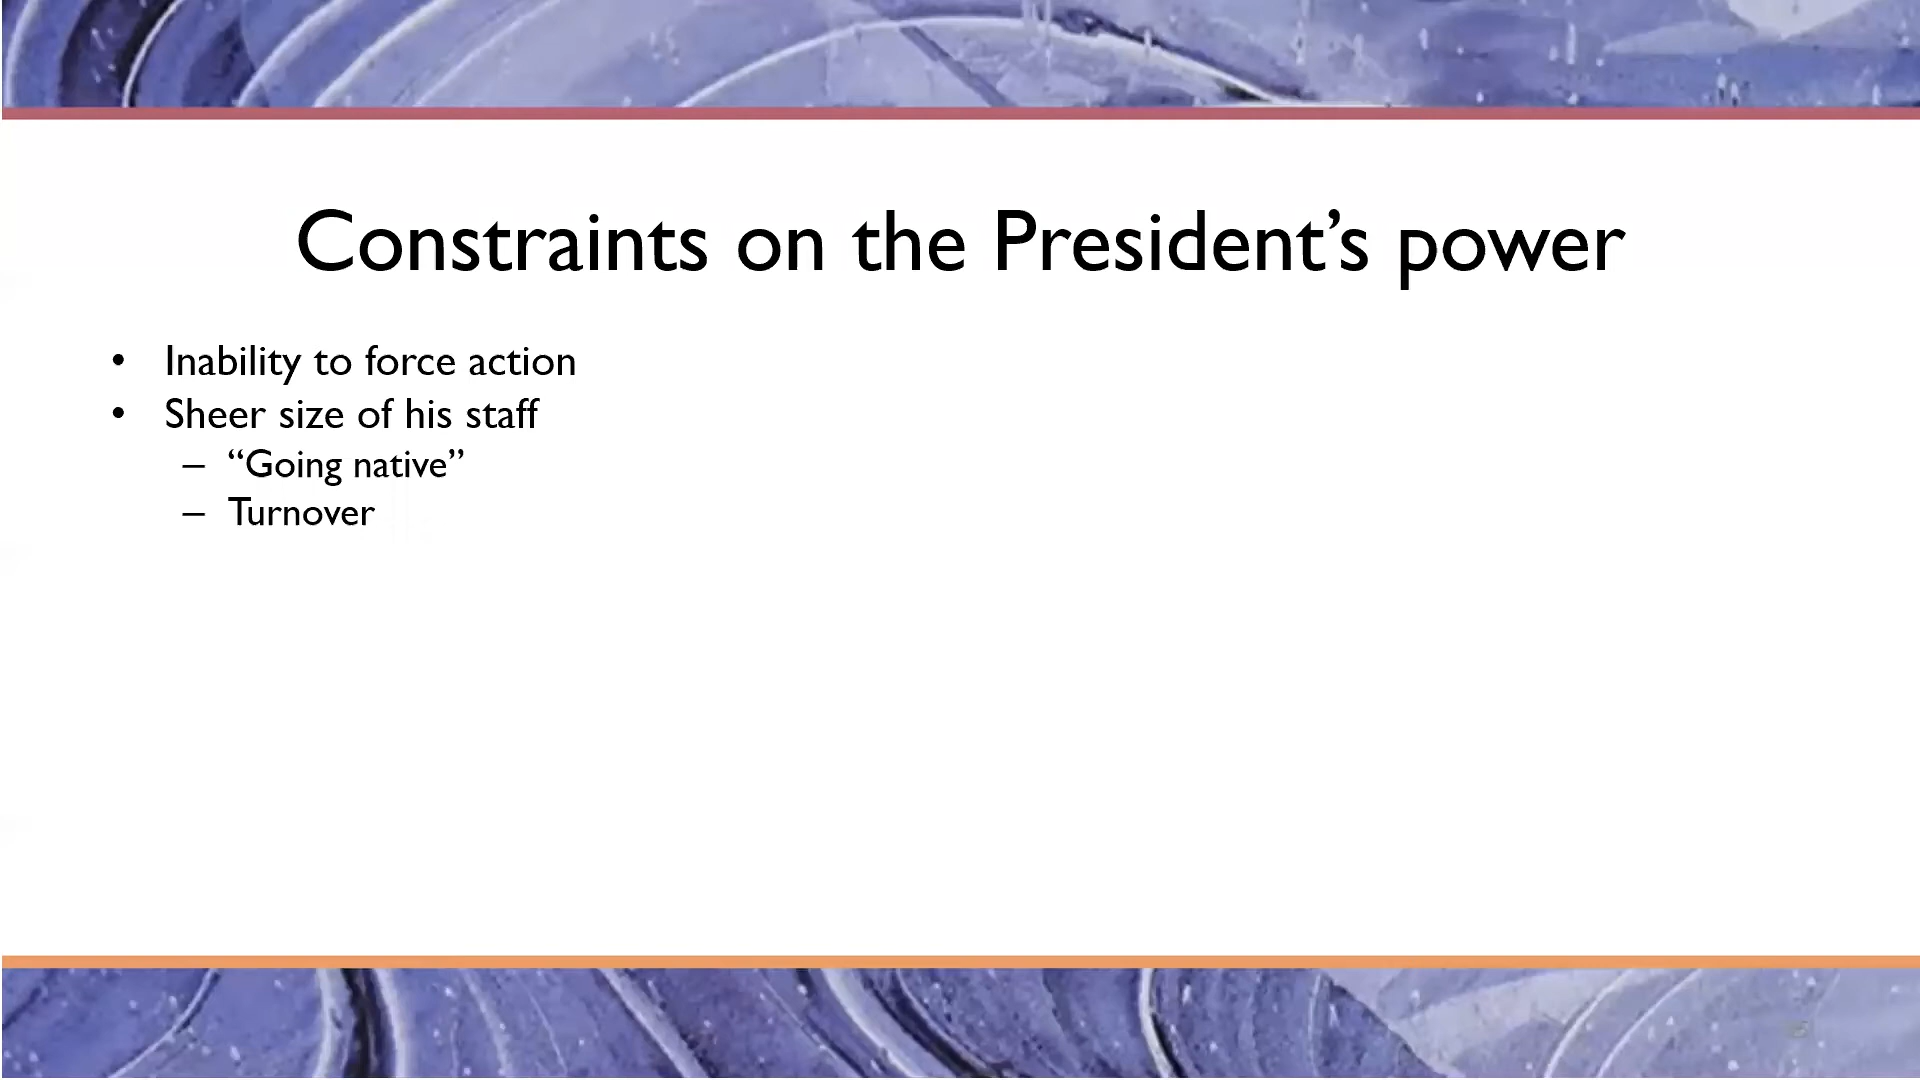 Constraints on the President’s power
• Inability to force action
• Sheer size of his staff
– “Going native”
– Turnover